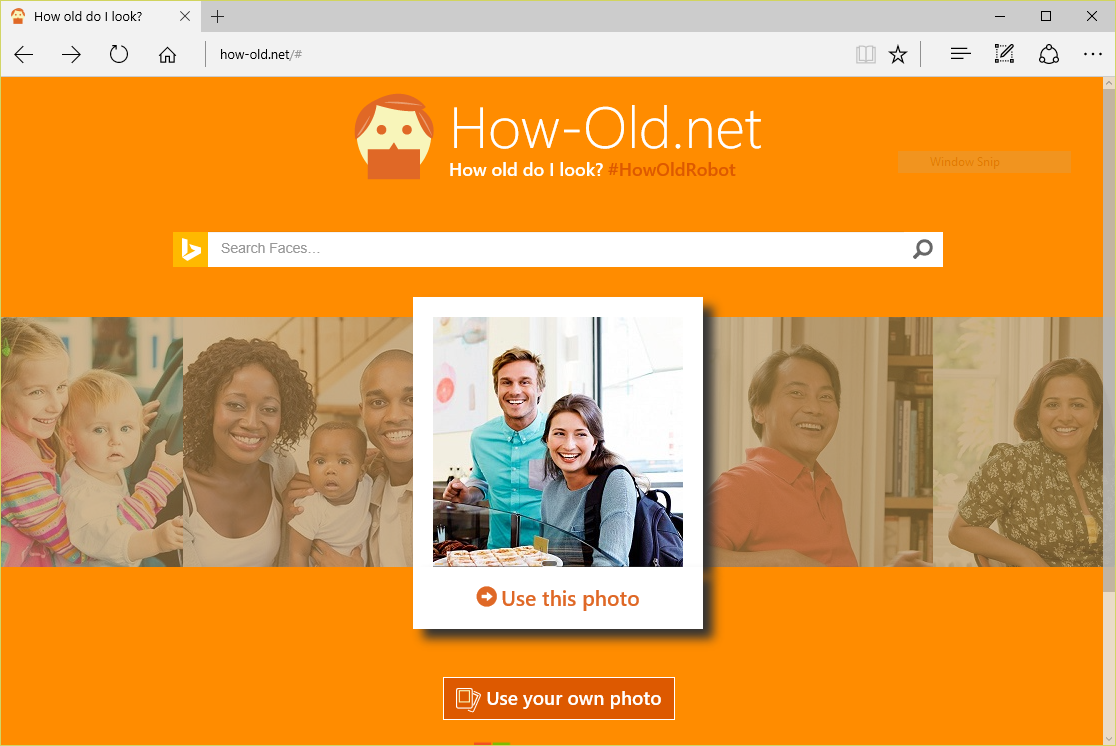 How old do I look?
how-old.net/#
How-Old.net
How old do I look? #HowOldRobot
Window Snip
Search Faces...
Use this photo
Use your own photo